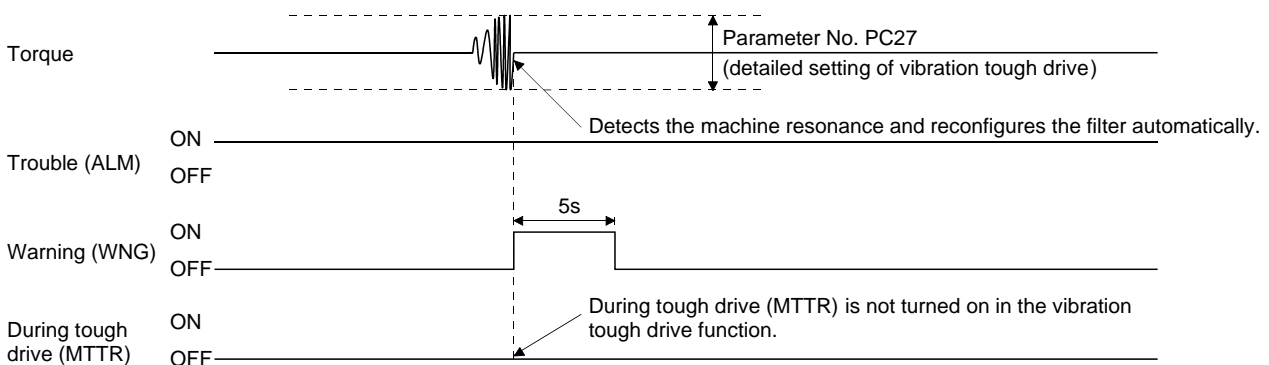 Torque
Parameter No. PC27
(detailed setting of vibration tough drive)
Detects the machine resonance and reconfigures the filter automatically.
Trouble (ALM)
ON
OFF
5s
Warning (WNG)
ON
OFF
During tough
drive (MTTR)
ON
OFF
During tough drive (MTTR) is not turned on in the vibration
tough drive function.